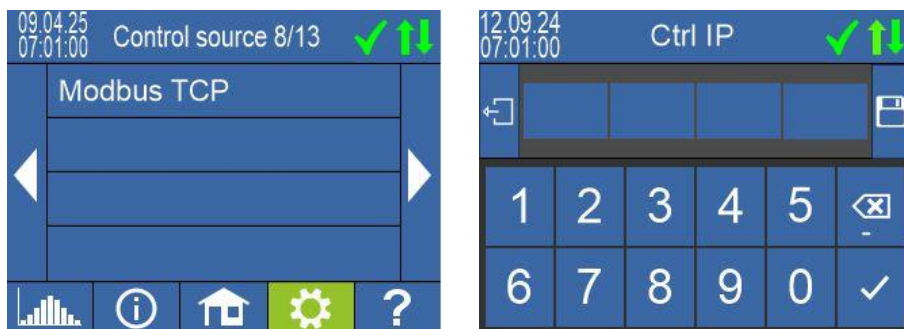 09.04.25
07:01:00
Control source 8/13
Modbus TCP
?
12.09.24
07:01:00
Ctrl IP
1 2 3 4 5
6 7 8 9 0